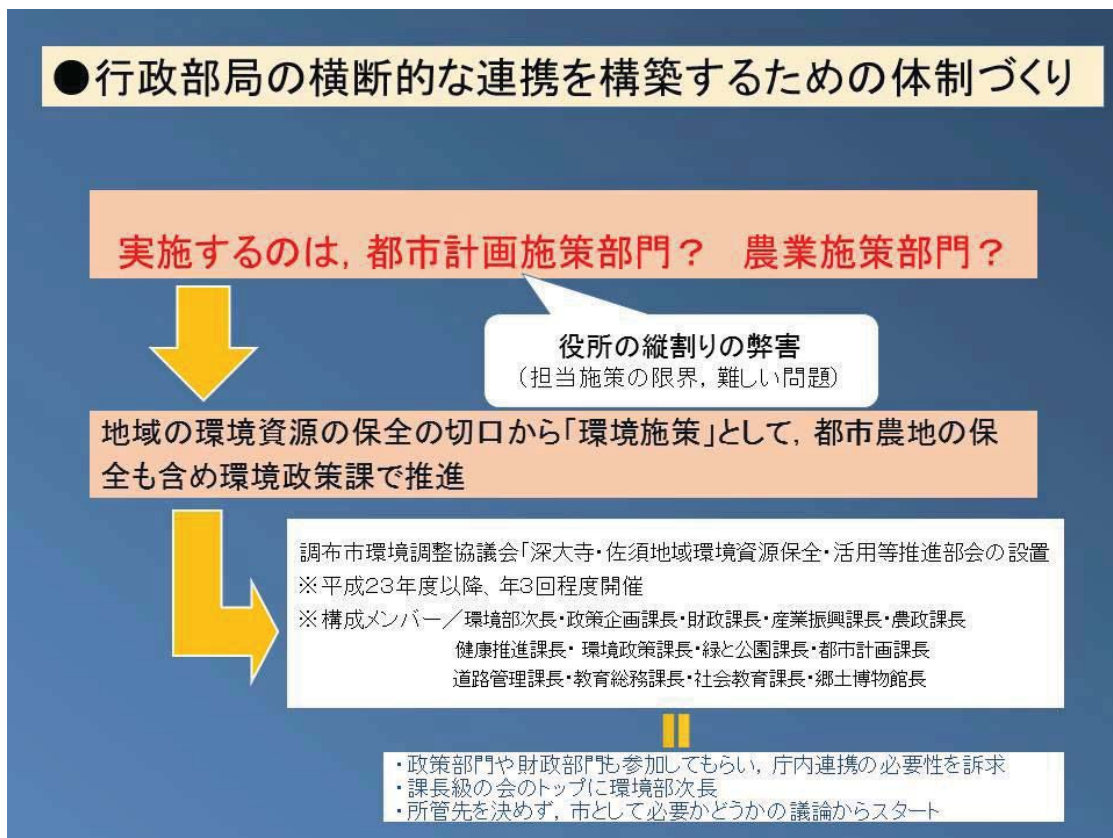 ●行政部局の横断的な連携を構築するための体制づくり
実施するのは，都市計画施策部門？　農業施策部門？
役所の縦割りの弊害
（担当施策の限界，難しい問題）
地域の環境資源の保全の切口から「環境施策」として，都市農地の保
全も含め環境政策課で推進
調布市環境調整協議会「深大寺・佐須地域環境資源保全・活用等推進部会の設置
※平成２３年度以降、年３回程度開催
※構成メンバー／環境部次長・政策企画課長・財政課長・産業振興課長・農政課長
健康推進課長・ 環境政策課長・緑と公園課長・都市計画課長
道路管理課長・教育総務課長・社会教育課長・郷土博物館長
・政策部門や財政部門も参加してもらい，庁内連携の必要性を訴求
・課長級の会のトップに環境部次長
・所管先を決めず，市として必要かどうかの議論からスタート